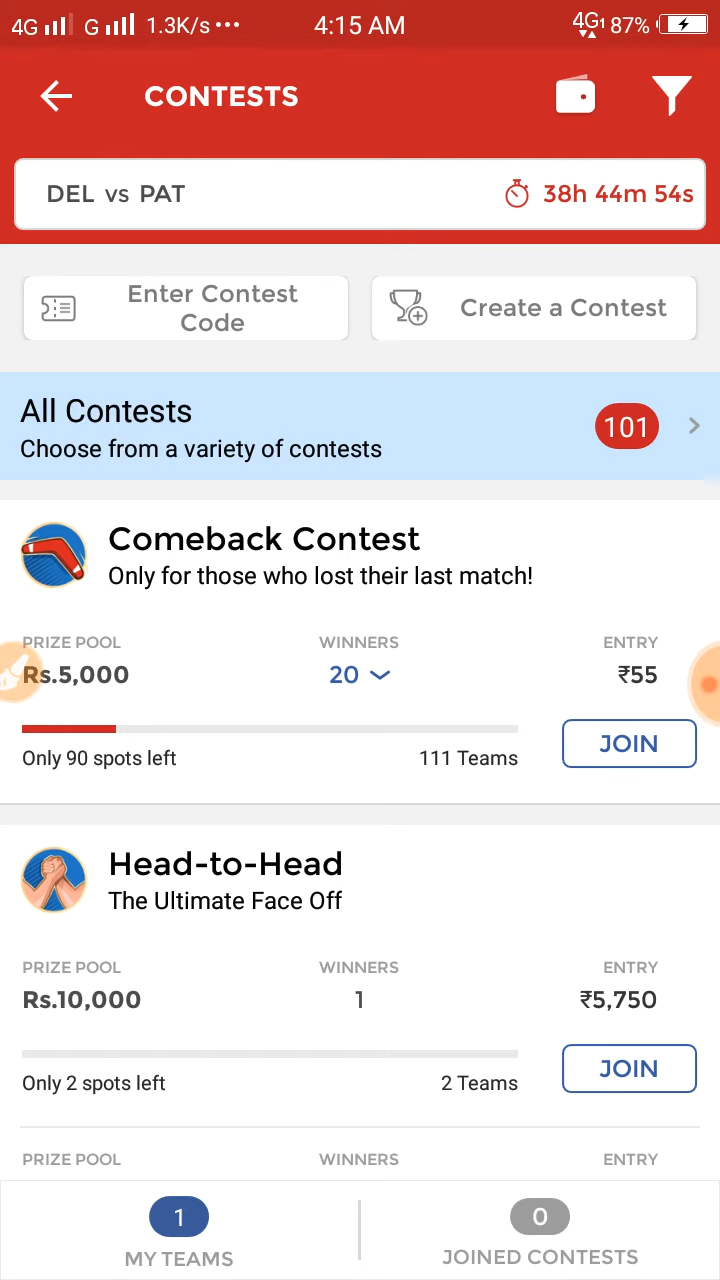 4G G 1.3K/s ••• 4:15 AM 4G1 87%
CONTESTS
DEL vs PAT 38h 44m 54s
Enter Contest
Code
Create a Contest
All Contests
Choose from a variety of contests
101
Comeback Contest
Only for those who lost their last match!
PRIZE POOL WINNERS ENTRY
Rs.5,000 20 ₹55
Only 90 spots left 111 Teams
JOIN
Head-to-Head
The Ultimate Face Off
PRIZE POOL WINNERS ENTRY
Rs.10,000 1 ₹5,750
Only 2 spots left 2 Teams
JOIN
PRIZE POOL WINNERS ENTRY
1 0
MY TEAMS JOINED CONTESTS